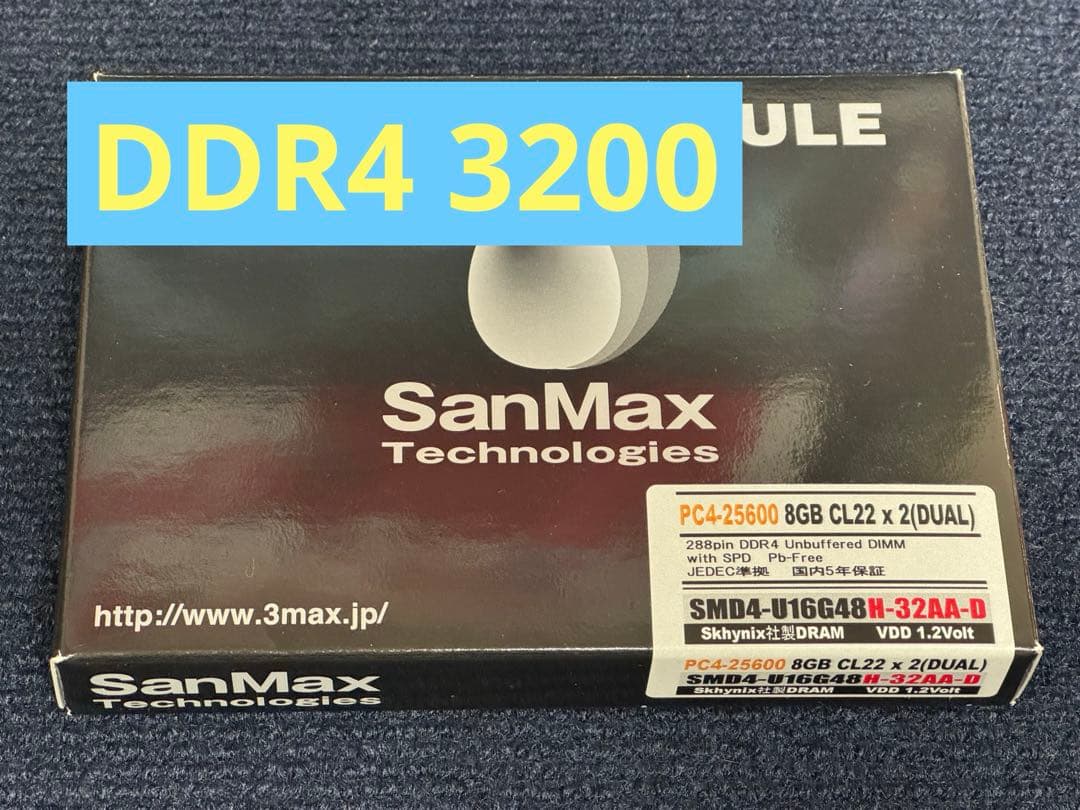 DDR4 3200
ULE
SanMax
Technologies
PC4-25600 8GB CL22 x 2(DUAL)
288pin DDR4 Unbuffered DIMM
with SPD Pb-Free
JEDEC準拠 国内5年保証
SMD4-U16G48H-32AA-D
Skhynix社製DRAM VDD 1.2Volt
http://www.3max.jp/
SanMax
Technologies
PC4-25600 8GB CL22 x 2(DUAL)
SMD4-U16G48H-32AA-D
Skhynix社製DRAM VDD 1.2Volt